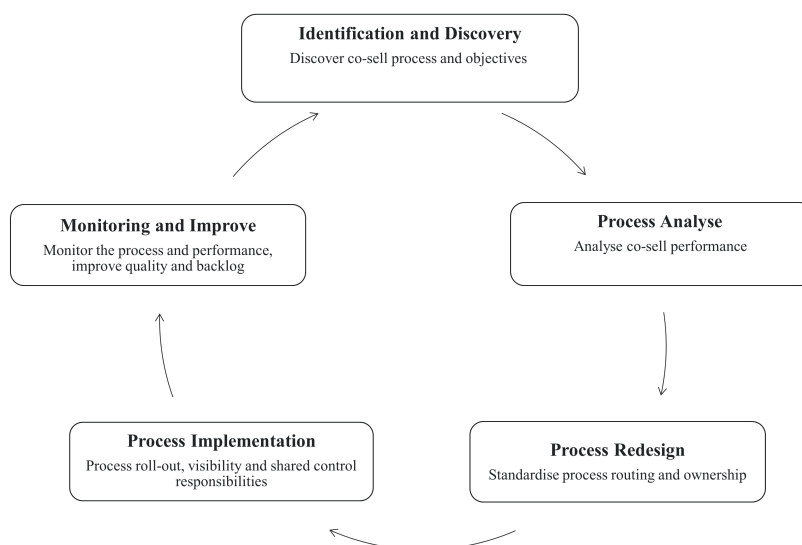 Identification and Discovery
Discover co-sell process and objectives
Process Analyse
Analyse co-sell performance
Process Redesign
Standardise process routing and ownership
Process Implementation
Process roll-out, visibility and shared control
responsibilities
Monitoring and Improve
Monitor the process and performance,
improve quality and backlog